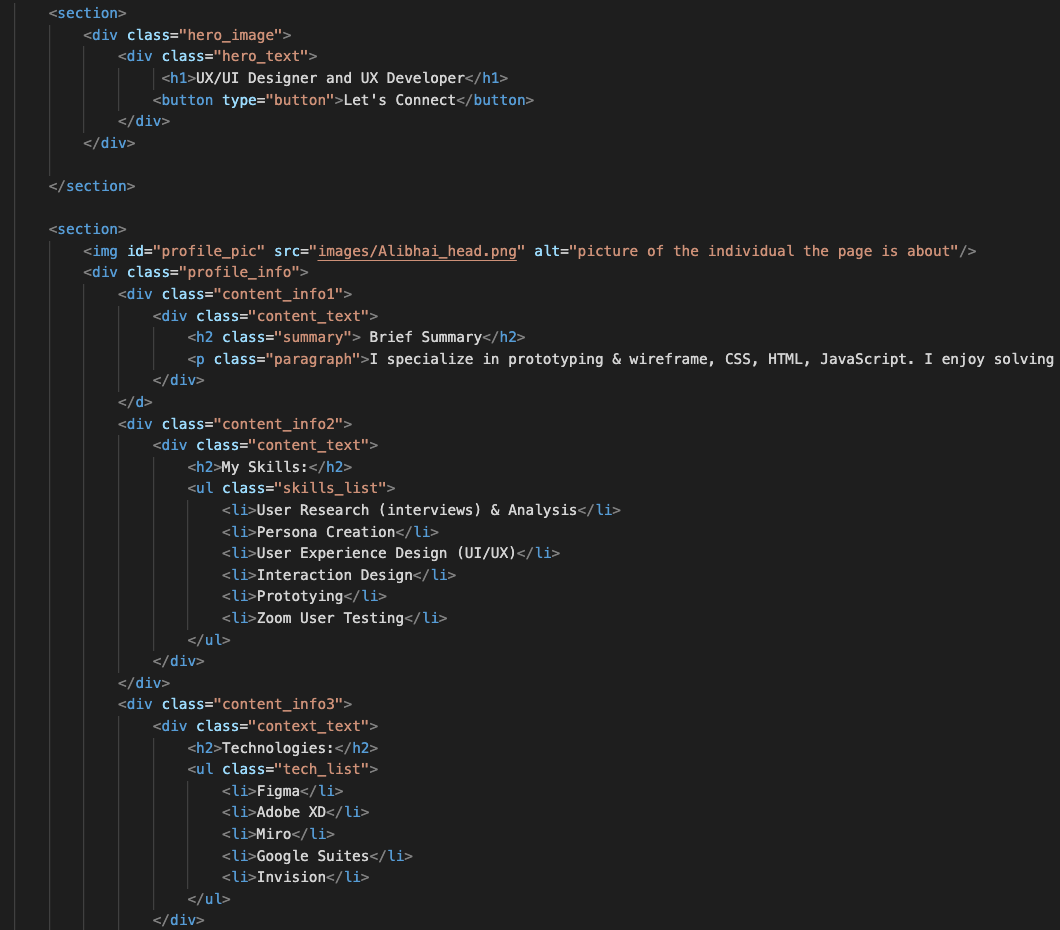 <section>
<div class="hero_image">
<div class="hero_text">
<h1>UX/UI Designer and UX Developer</h1>
<button type="button">Let's Connect</button>
</div>
</div>
</section>
<section>
<img id="profile_pic" src="images/Alibhai_head.png" alt="picture of the individual the page is about"/>
<div class="profile_info">
<div class="content_info1">
<div class="content_text">
<h2 class="summary"> Brief Summary</h2>
<p class="paragraph">I specialize in prototyping & wireframe, CSS, HTML, JavaScript. I enjoy solving
</div>
</d>
<div class="content_info2">
<div class="content_text">
<h2>My Skills:</h2>
<ul class="skills_list">
<li>User Research (interviews) & Analysis</li>
<li>Persona Creation</li>
<li>User Experience Design (UI/UX)</li>
<li>Interaction Design</li>
<li>Prototying</li>
<li>Zoom User Testing</li>
</ul>
</div>
</div>
<div class="content_info3">
<div class="context_text">
<h2>Technologies:</h2>
<ul class="tech_list">
<li>Figma</li>
<li>Adobe XD</li>
<li>Miro</li>
<li>Google Suites</li>
<li>Invision</li>
</ul>
</div>